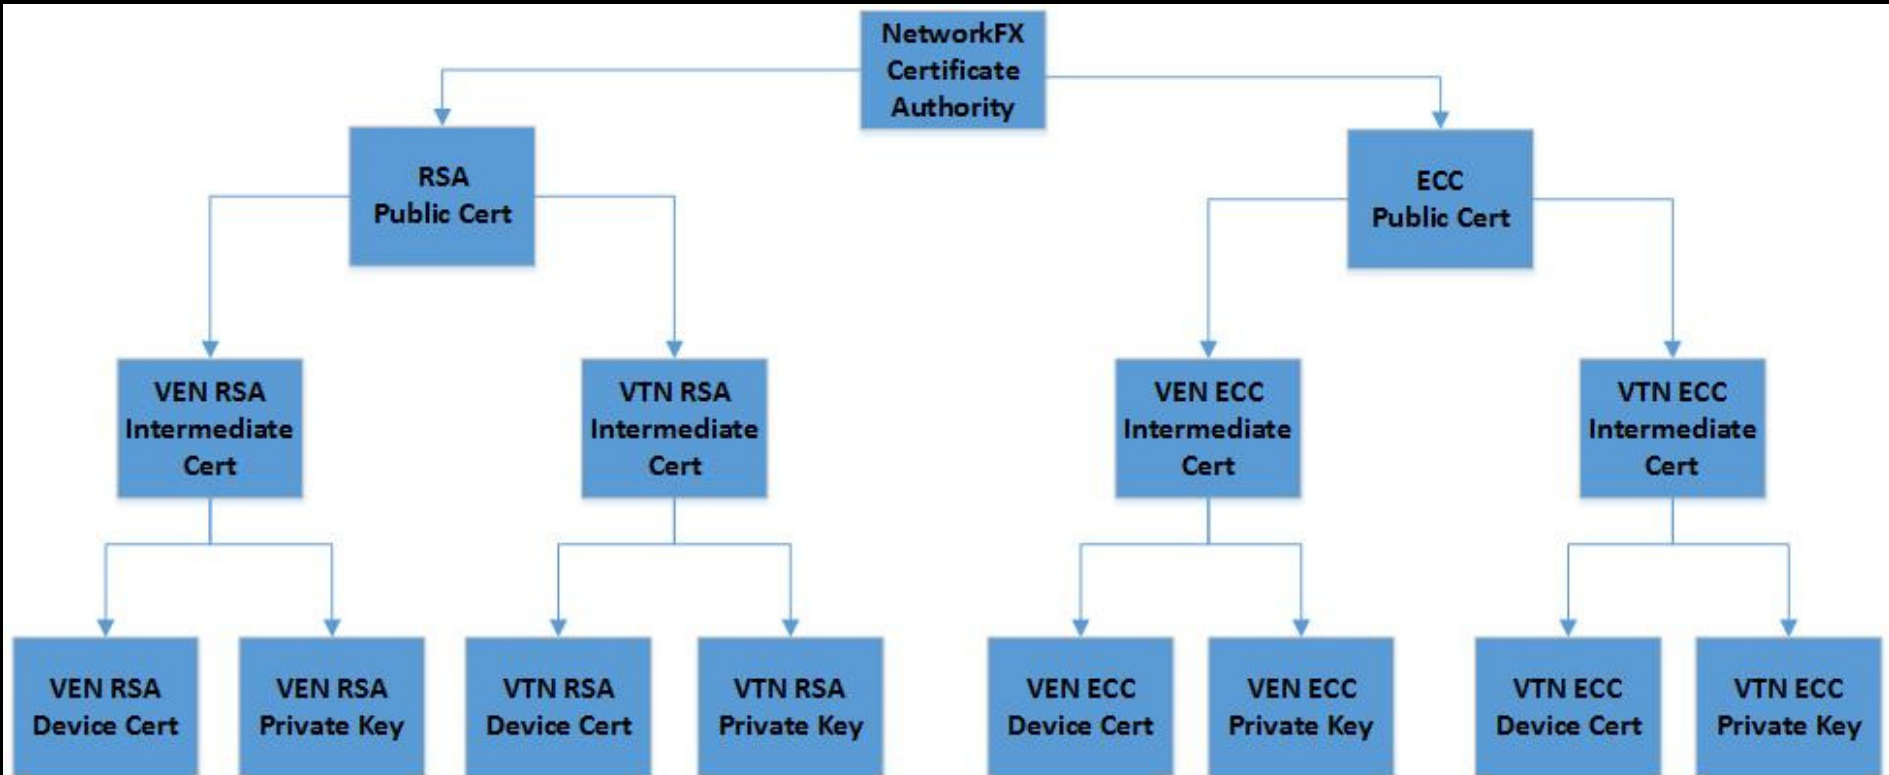 NetworkFX
Certificate
Authority
RSA
Public Cert
ECC
Public Cert
VEN RSA
Intermediate
Cert
VTN RSA
Intermediate
Cert
VEN ECC
Intermediate
Cert
VTN ECC
Intermediate
Cert
VEN RSA
Device Cert
VEN RSA
Private Key
VTN RSA
Device Cert
VTN RSA
Private Key
VEN ECC
Device Cert
VEN ECC
Private Key
VTN ECC
Device Cert
VTN ECC
Private Key